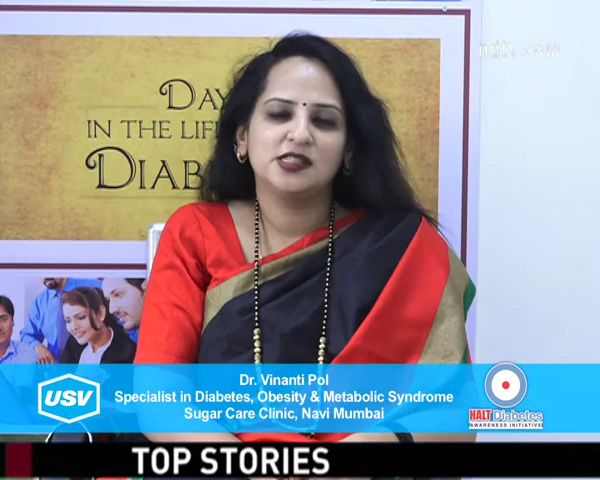 ndtv.com
DAY
IN THE LIFE
DIAB
Dr. Vinanti Pol
Specialist in Diabetes, Obesity & Metabolic Syndrome
Sugar Care Clinic, Navi Mumbai
USV
HALT Diabetes
AWARENESS INITIATIVE
TOP STORIES